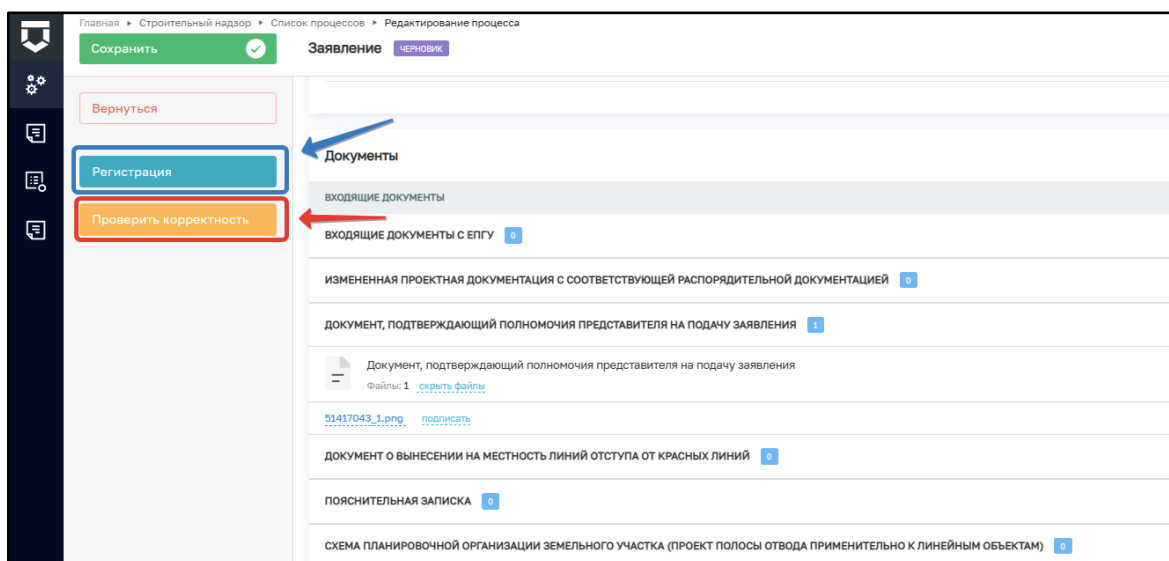 Главная ▸ Строительный надзор ▸ Список процессов ▸ Редактирование процесса
Сохранить
Заявление ЧЕРНОВИК
Вернуться
Регистрация
Проверить корректность
Документы
ВХОДЯЩИЕ ДОКУМЕНТЫ
ВХОДЯЩИЕ ДОКУМЕНТЫ С ЕПГУ 0
ИЗМЕНЕННАЯ ПРОЕКТНАЯ ДОКУМЕНТАЦИЯ С СООТВЕТСТВУЮЩЕЙ РАСПОРЯДИТЕЛЬНОЙ ДОКУМЕНТАЦИЕЙ 0
ДОКУМЕНТ, ПОДТВЕРЖДАЮЩИЙ ПОЛНОМОЧИЯ ПРЕДСТАВИТЕЛЯ НА ПОДАЧУ ЗАЯВЛЕНИЯ 1
Документ, подтверждающий полномочия представителя на подачу заявления
Файлы: 1 скрыть файлы
51417043_1.png подписать
ДОКУМЕНТ О ВЫНЕСЕНИИ НА МЕСТНОСТЬ ЛИНИЙ ОТСТУПА ОТ КРАСНЫХ ЛИНИЙ 0
ПОЯСНИТЕЛЬНАЯ ЗАПИСКА 0
СХЕМА ПЛАНИРОВОЧНОЙ ОРГАНИЗАЦИИ ЗЕМЕЛЬНОГО УЧАСТКА (ПРОЕКТ ПОЛОСЫ ОТВОДА ПРИМЕНИТЕЛЬНО К ЛИНЕЙНЫМ ОБЪЕКТАМ) 0